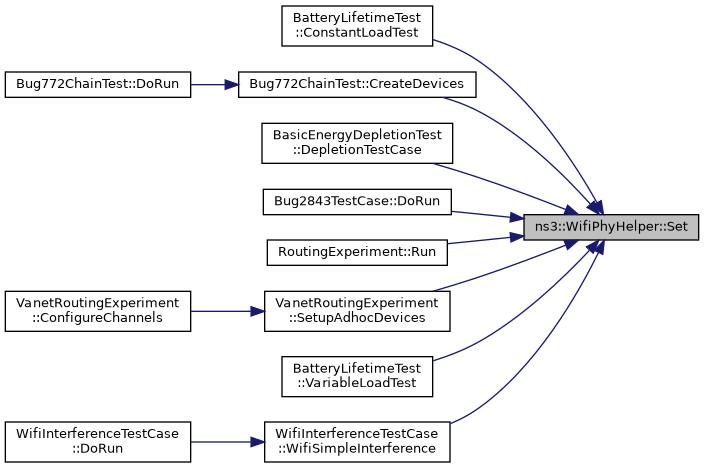 BatteryLifetimeTest
::ConstantLoadTest
Bug772ChainTest::DoRun
Bug772ChainTest::CreateDevices
BasicEnergyDepletionTest
::DepletionTestCase
Bug2843TestCase::DoRun
ns3::WifiPhyHelper::Set
RoutingExperiment::Run
VanetRoutingExperiment
::ConfigureChannels
VanetRoutingExperiment
::SetupAdhocDevices
BatteryLifetimeTest
::VariableLoadTest
WifiInterferenceTestCase
::DoRun
WifiInterferenceTestCase
::WifiSimpleInterference